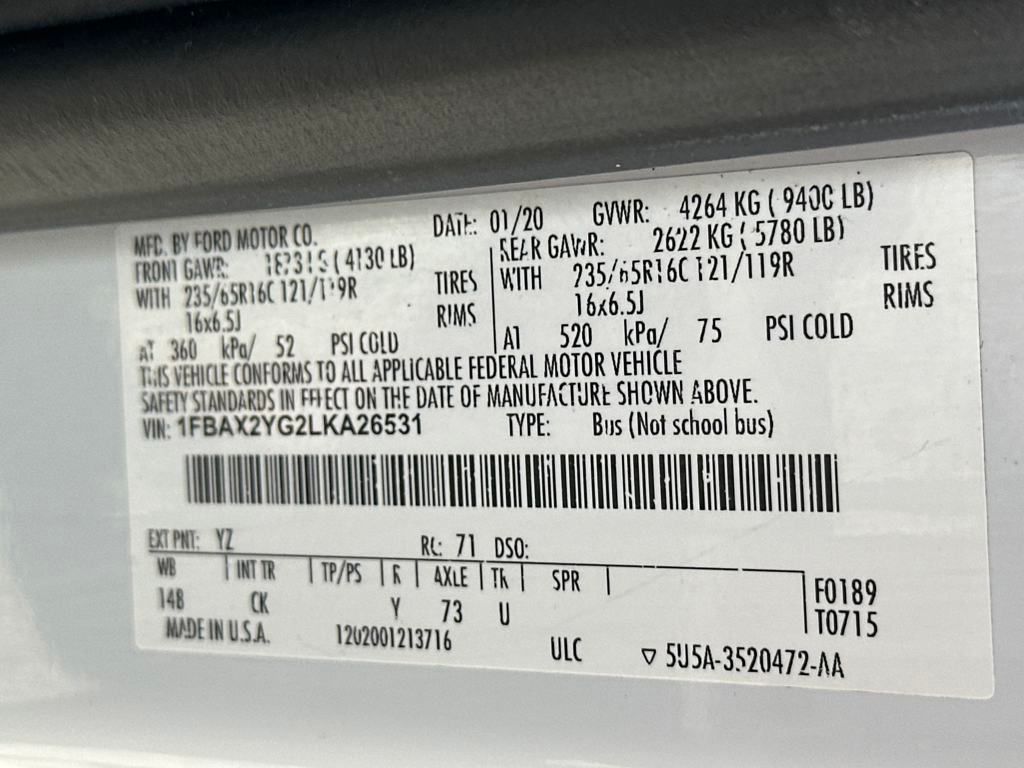 MFD. BY FORD MOTOR CO. DATE: 01/20 GVWR: 4264 KG ( 9400 LB)
FRONT GAWR: ( 4130 LB) REAR GAWR: 2622 KG ( 5780 LB)
WITH 235/65R16C 121/119R TIRES WITH 235/65R16C 121/119R TIRES
16x6.5J RIMS 16x6.5J RIMS
AT 360 kPa/ 52 PSI COLD AT 520 kPa/ 75 PSI COLD
THIS VEHICLE CONFORMS TO ALL APPLICABLE FEDERAL MOTOR VEHICLE
SAFETY STANDARDS IN EFFECT ON THE DATE OF MANUFACTURE SHOWN ABOVE.
VIN: 1FBAX2YG2LKA26531 TYPE: Bus (Not school bus)
EXT PNT: YZ RC: 71 DSO:
WB INT TR TP/PS R AXLE TR SPR F0189
148 CK Y 73 U T0715
MADE IN U.S.A. 1202001213716 ULC ▽ 5U5A-3520472-AA